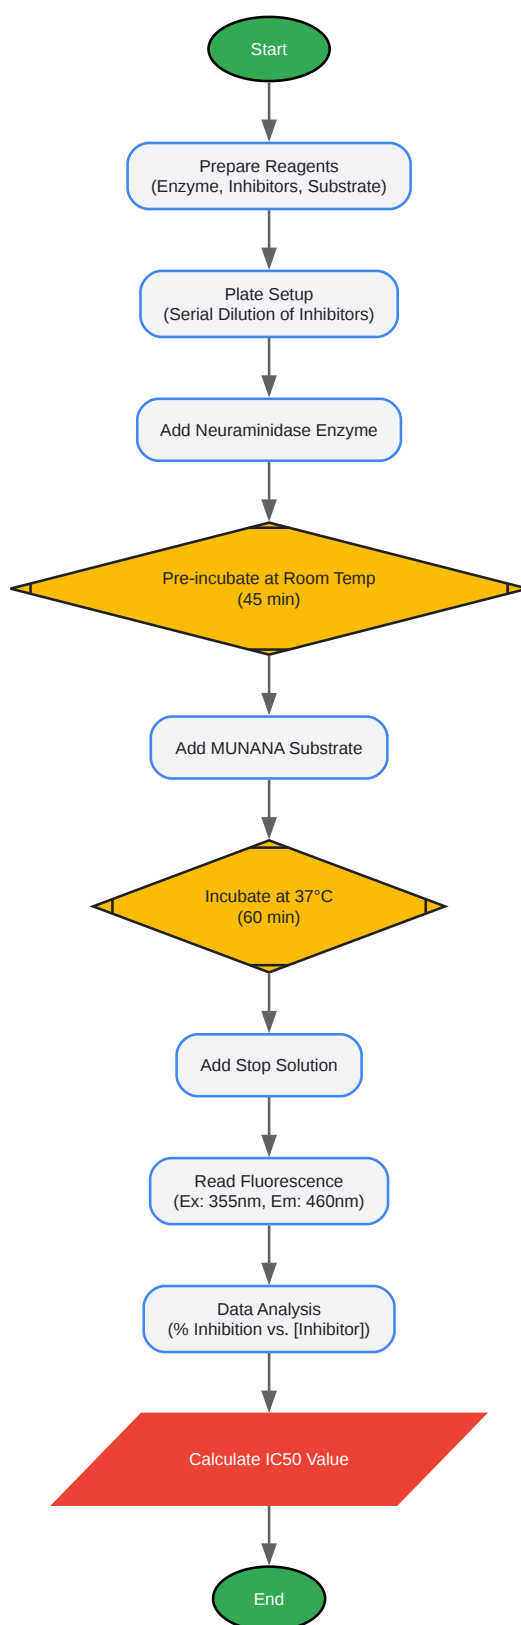 Start
Prepare Reagents
(Enzyme, Inhibitors, Substrate)
Plate Setup
(Serial Dilution of Inhibitors)
Add Neuraminidase Enzyme
Pre-incubate at Room Temp
(45 min)
Add MUNANA Substrate
Incubate at 37°C
(60 min)
Add Stop Solution
Read Fluorescence
(Ex: 355nm, Em: 460nm)
Data Analysis
(% Inhibition vs. [Inhibitor])
Calculate IC50 Value
End